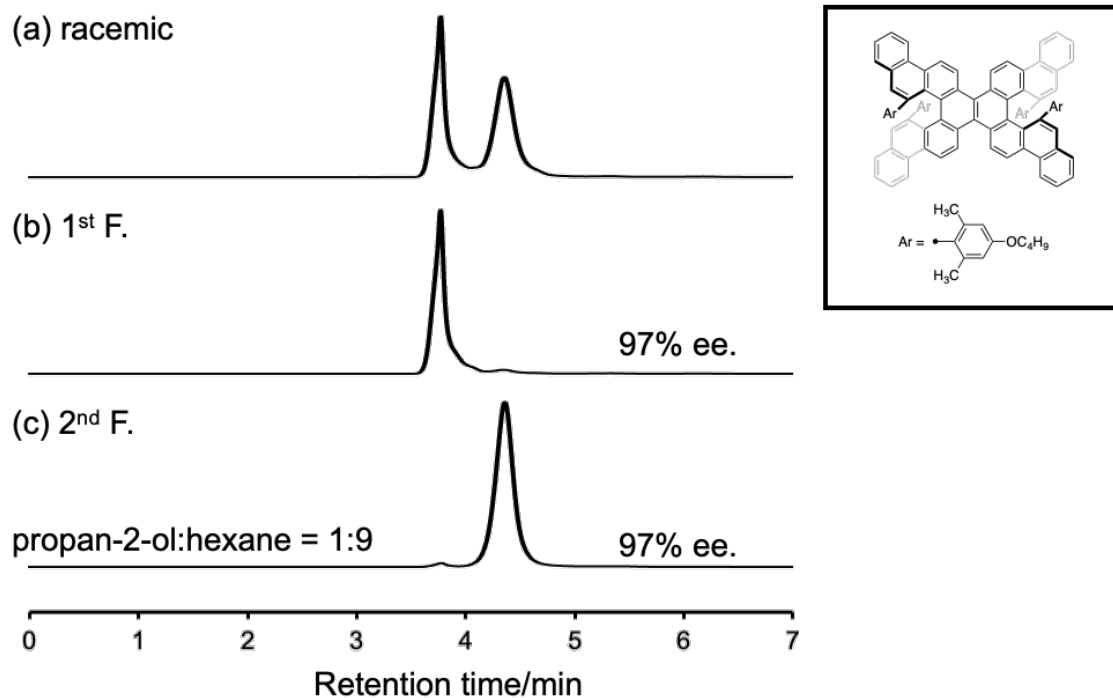 (a) racemic
(b) 1st F.
97% ee.
(c) 2nd F.
propan-2-ol:hexane = 1:9
97% ee.
0 1 2 3 4 5 6 7
Retention time/min
Ar Ar Ar Ar
H₃C
Ar = OC₄H₉
H₃C